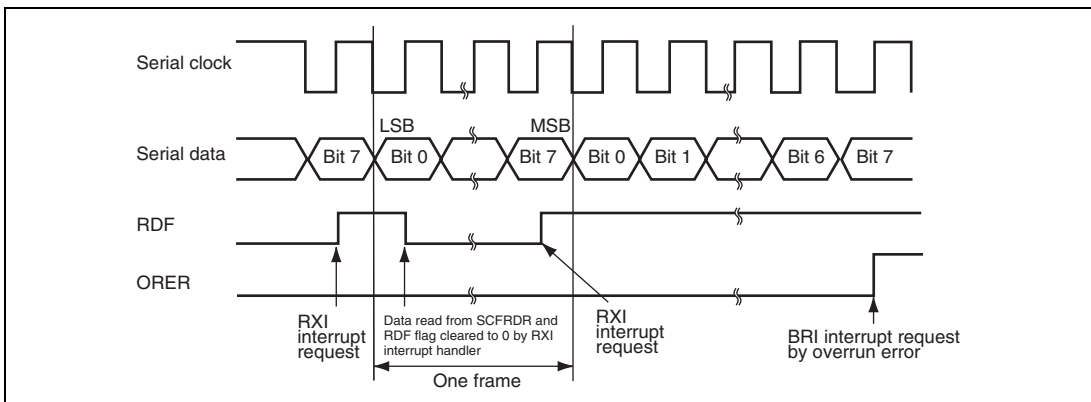 Serial clock
LSB
MSB
Serial data
Bit 7
Bit 0
Bit 7
Bit 0
Bit 1
Bit 6
Bit 7
RDF
ORER
RXI
interrupt
request
Data read from SCFRDR and
RDF flag cleared to 0 by RXI
interrupt handler
RXI
interrupt
request
BRI interrupt request
by overrun error
One frame